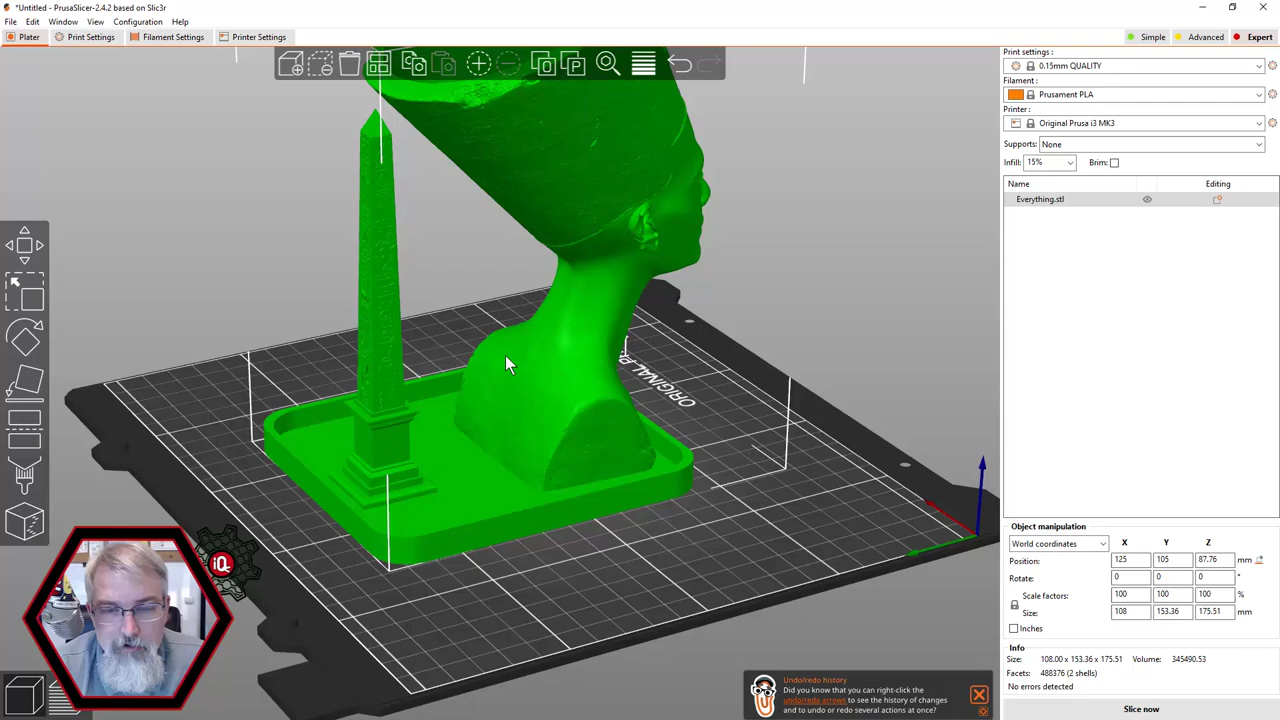 *Untitled - PrusaSlicer-2.4.2 based on Slic3r
File Edit Window View Configuration Help
Plater Print Settings Filament Settings Printer Settings Simple Advanced Expert
Print settings :
0.15mm QUALITY
Filament :
Prusament PLA
Printer :
Original Prusa i3 MK3
Supports: None
Infill: 15% Brim:
Name Editing
Everything.stl
ORIGINAL
iQ
Object manipulation
World coordinates X Y Z
Position: 125 105 87.76 mm
Rotate: 0 0 0 °
Scale factors: 100 100 100 %
Size: 108 153.36 175.51 mm
Inches
Info
Size: 108.00 x 153.36 x 175.51 Volume: 345490.53
Facets: 488376 (2 shells)
No errors detected
Undo/redo history
Did you know that you can right-click the
undo/redo arrows to see the history of changes
and to undo or redo several actions at once?
Slice now